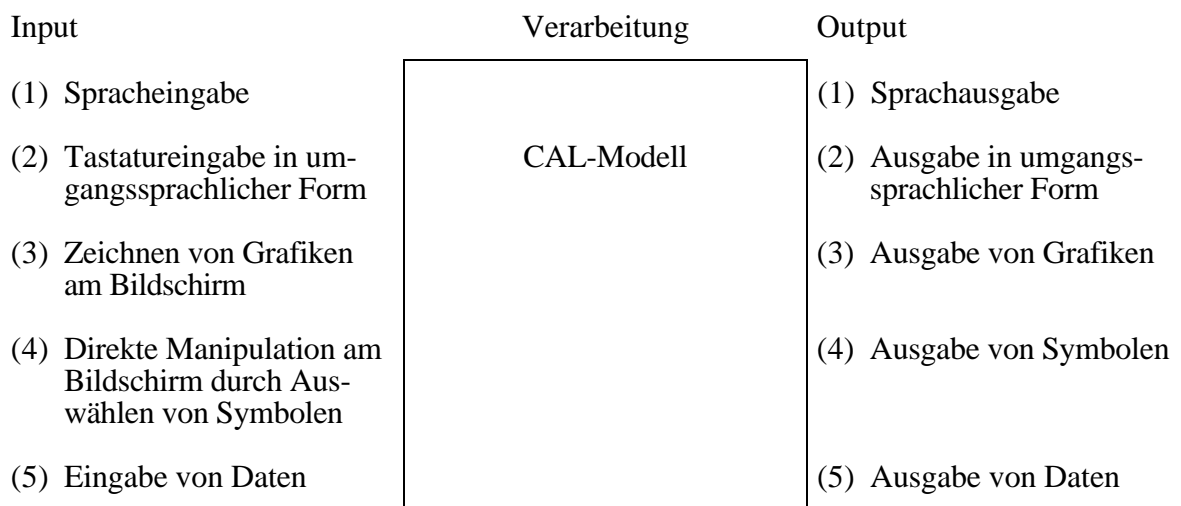 Input Verarbeitung Output
(1) Spracheingabe (1) Sprachausgabe
(2) Tastatureingabe in um- CAL-Modell (2) Ausgabe in umgangs-
gangssprachlicher Form sprachlicher Form
(3) Zeichnen von Grafiken (3) Ausgabe von Grafiken
am Bildschirm
(4) Direkte Manipulation am (4) Ausgabe von Symbolen
Bildschirm durch Aus-
wählen von Symbolen
(5) Eingabe von Daten (5) Ausgabe von Daten